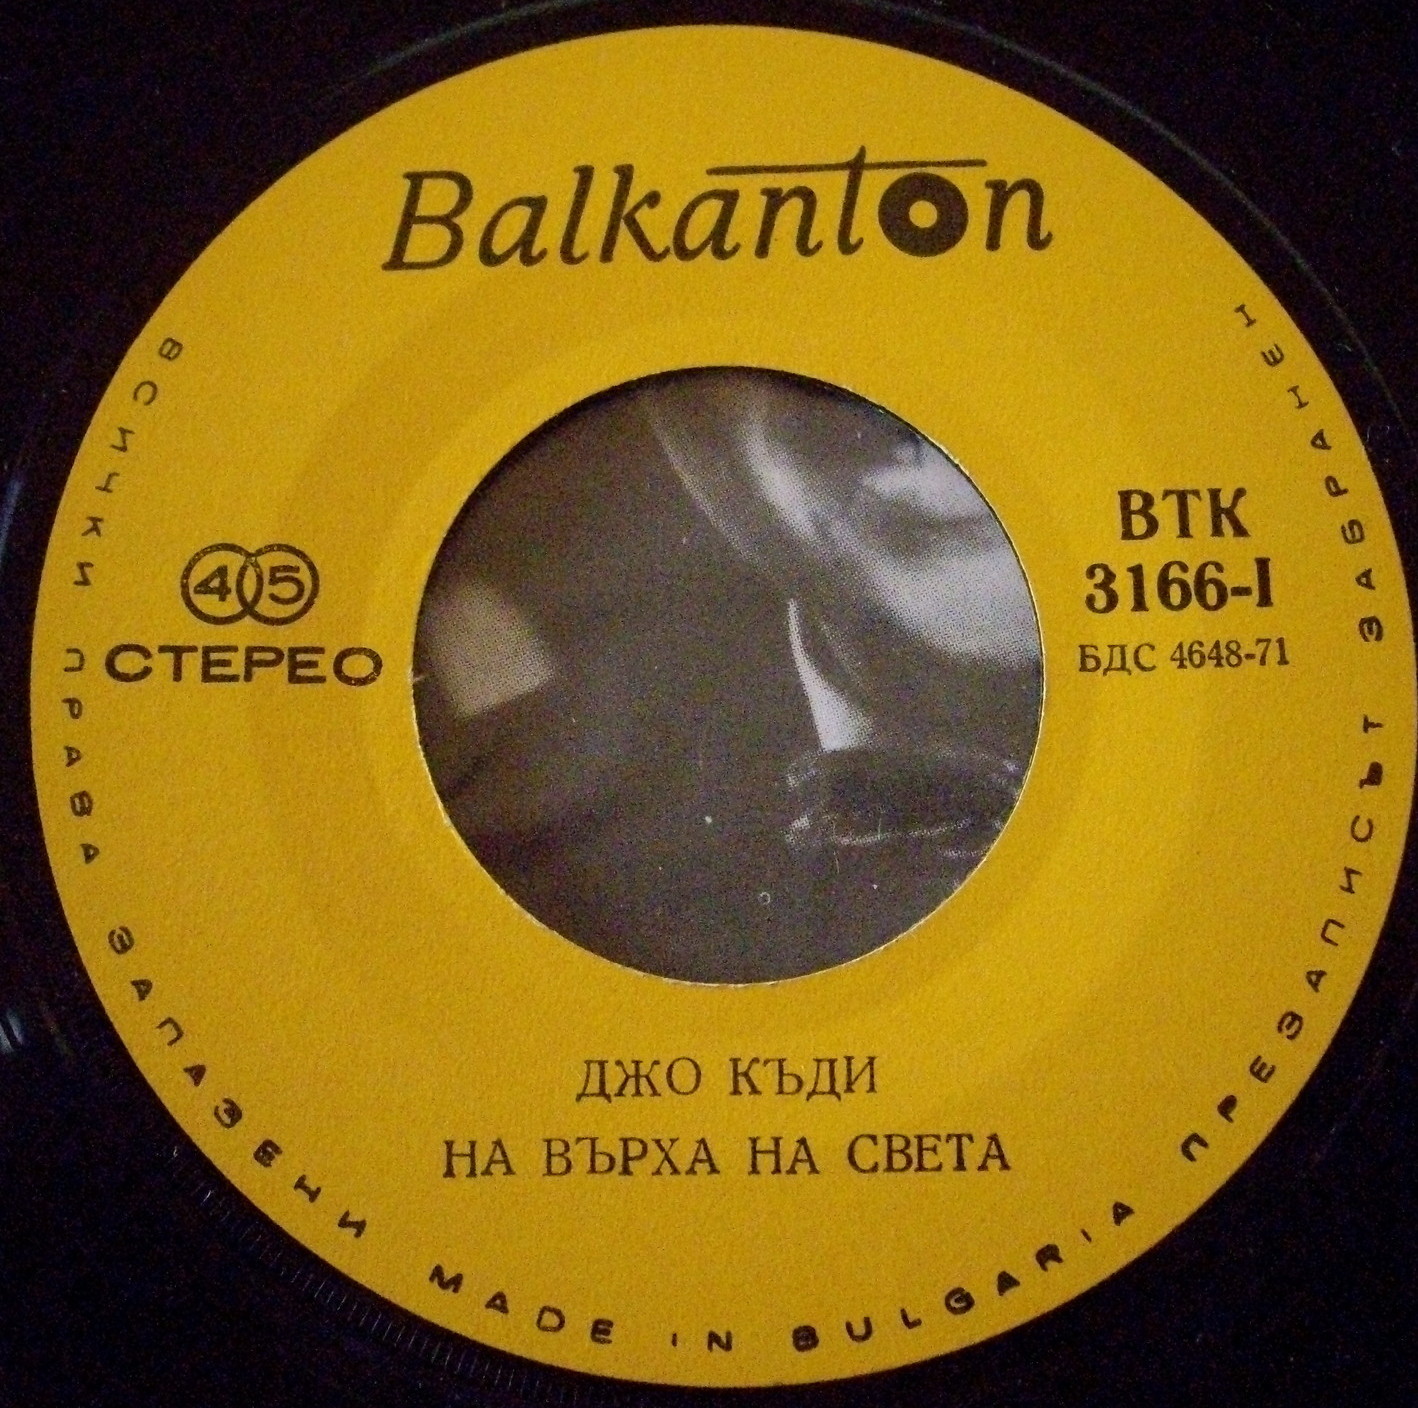 Balkanton
45
СТЕРЕО
ВТК
3166-I
БДС 4648-71
ДЖО КЪДИ
НА ВЪРХА НА СВЕТА
ВСИЧКИ ПРАВА ЗАПАЗЕНИ MADE IN BULGARIA ПРЕЗАПИСЪТ ЗАБРАНЕН